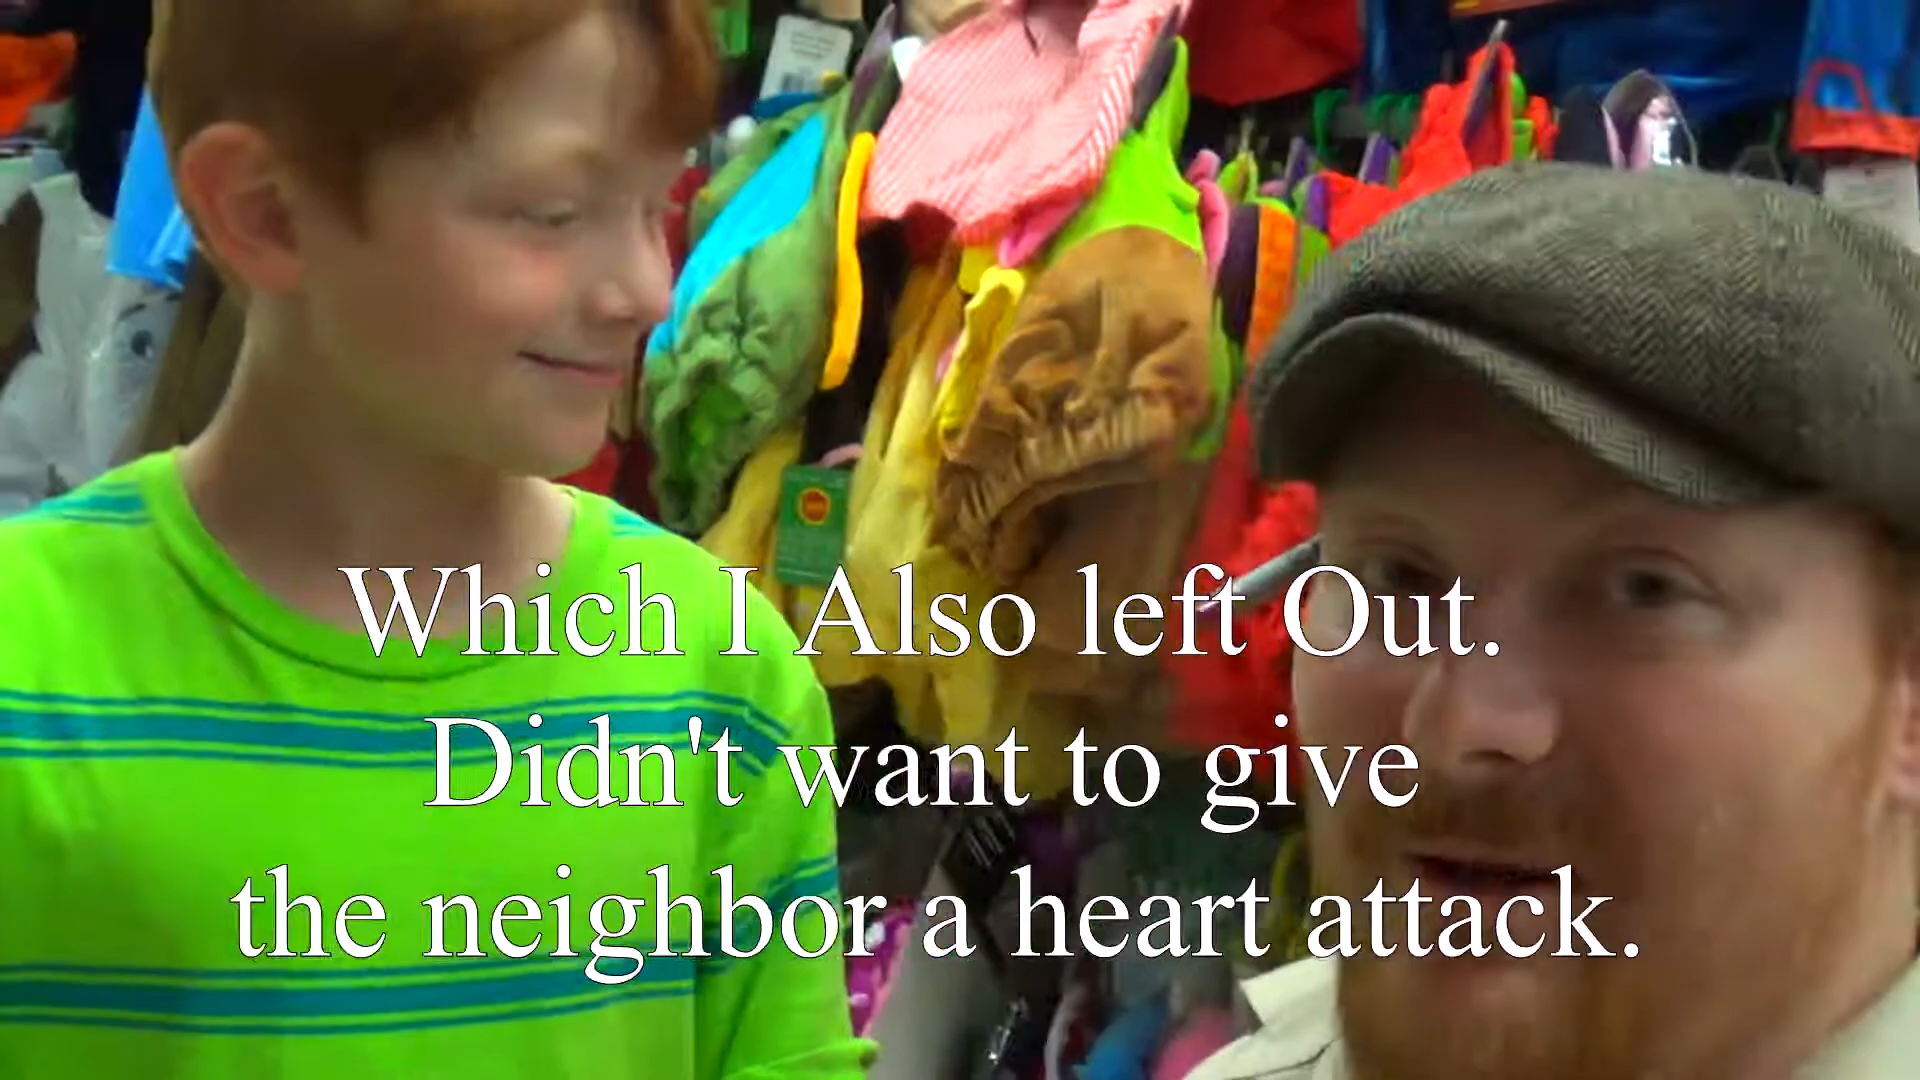 Which I Also left Out.
Didn't want to give
the neighbor a heart attack.